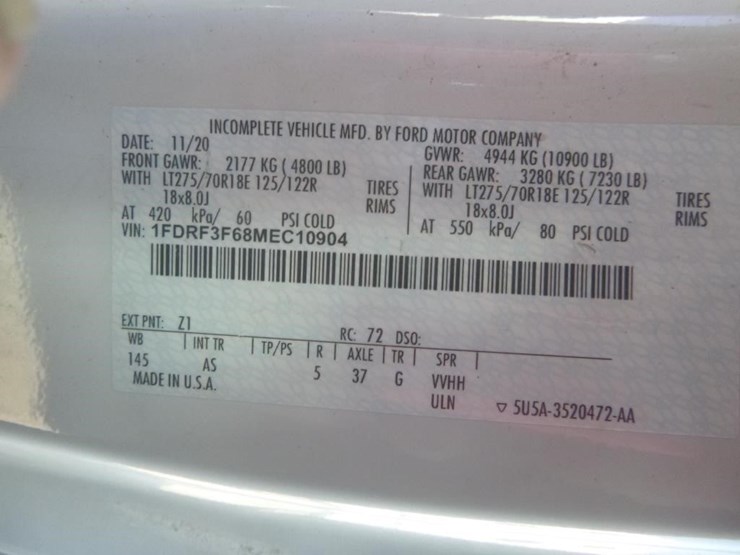 INCOMPLETE VEHICLE MFD. BY FORD MOTOR COMPANY
DATE: 11/20 GVWR: 4944 KG (10900 LB)
FRONT GAWR: 2177 KG ( 4800 LB) REAR GAWR: 3280 KG ( 7230 LB)
WITH LT275/70R18E 125/122R TIRES WITH LT275/70R18E 125/122R TIRES
18x8.0J RIMS 18x8.0J RIMS
AT 420 kPa/ 60 PSI COLD AT 550 kPa/ 80 PSI COLD
VIN: 1FDRF3F68MEC10904
EXT PNT: Z1 RC: 72 DSO:
WB INT TR TP/PS R AXLE TR SPR
145 AS 5 37 G VVHH
MADE IN U.S.A. ULN ▽ 5U5A-3520472-AA